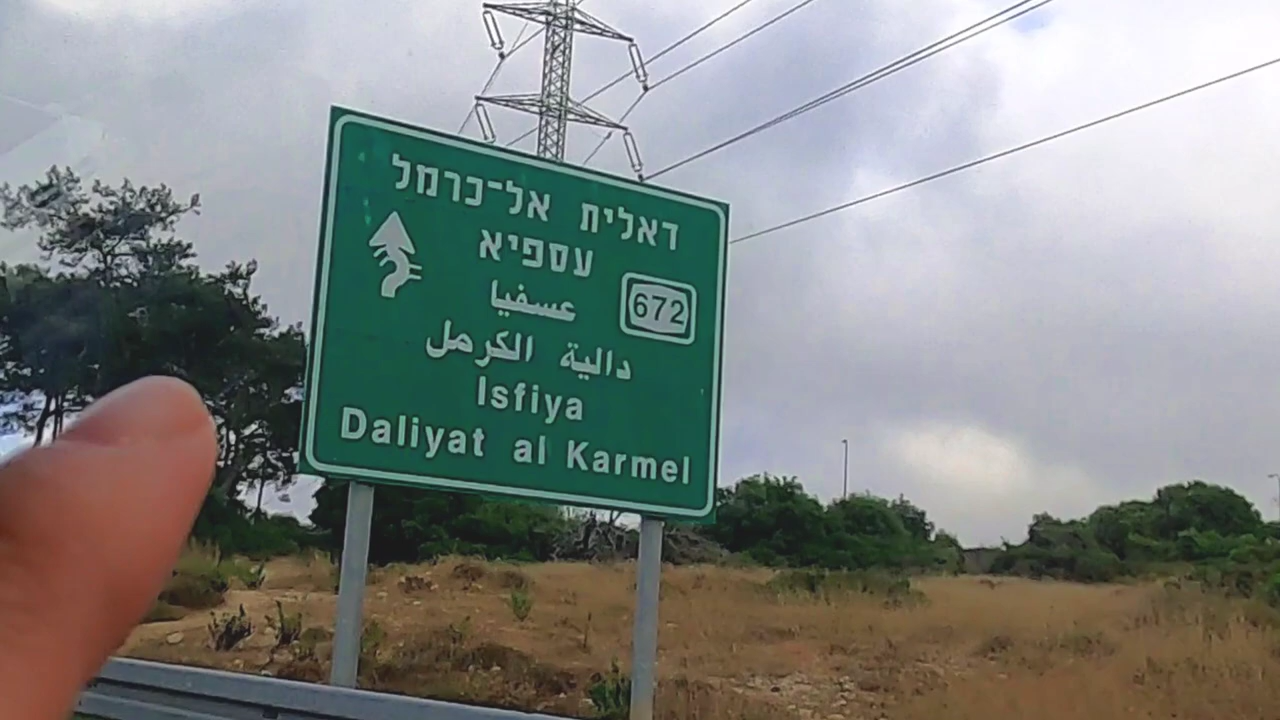 דאלית אל-כרמל
עספיא
672
عسفيا
دالية الكرمل
Isfiya
Daliyat al Karmel